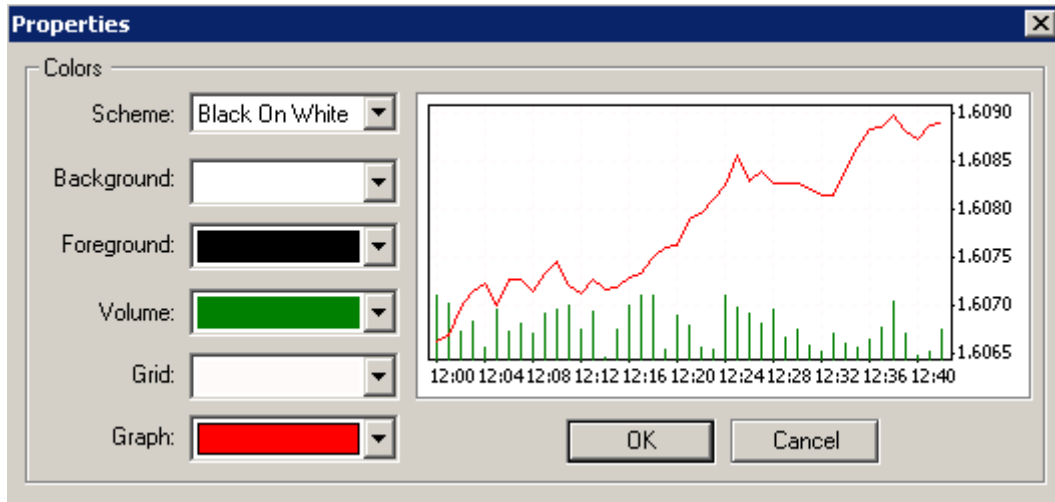 Properties
Colors
Scheme: Black On White
Background:
Foreground:
Volume:
Grid:
Graph:
1.6090
1.6085
1.6080
1.6075
1.6070
1.6065
12:00 12:04 12:08 12:12 12:16 12:20 12:24 12:28 12:32 12:36 12:40
OK Cancel